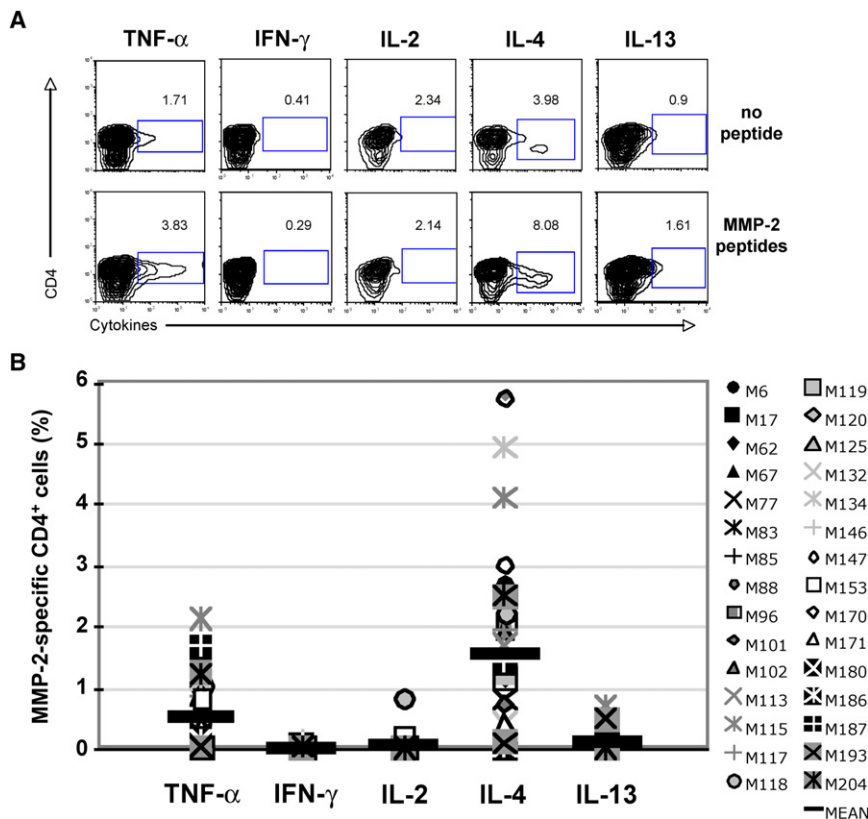 A
TNF-α IFN-γ IL-2 IL-4 IL-13
1.71 0.41 2.34 3.98 0.9
no peptide
3.83 0.29 2.14 8.08 1.61
MMP-2 peptides
CD4
Cytokines
B
MMP-2-specific CD4⁺ cells (%)
6
5
4
3
2
1
0
TNF-α IFN-γ IL-2 IL-4 IL-13
M6 M119
M17 M120
M62 M125
M67 M132
M77 M134
M83 M146
M85 M147
M88 M153
M96 M170
M101 M171
M102 M180
M113 M186
M115 M187
M117 M193
M118 M204
MEAN